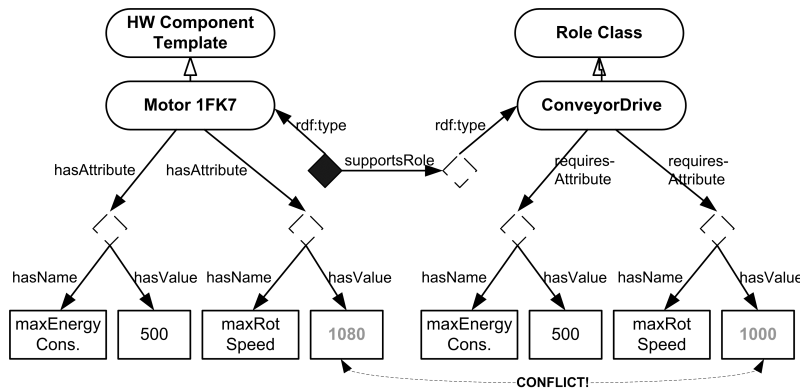 HW Component
Template
Role Class
Motor 1FK7
ConveyorDrive
rdf:type
rdf:type
supportsRole
hasAttribute
hasAttribute
requires-
Attribute
requires-
Attribute
hasName
hasValue
hasName
hasValue
hasName
hasValue
hasName
hasValue
maxEnergy
Cons.
500
maxRot
Speed
1080
maxEnergy
Cons.
500
maxRot
Speed
1000
CONFLICT!